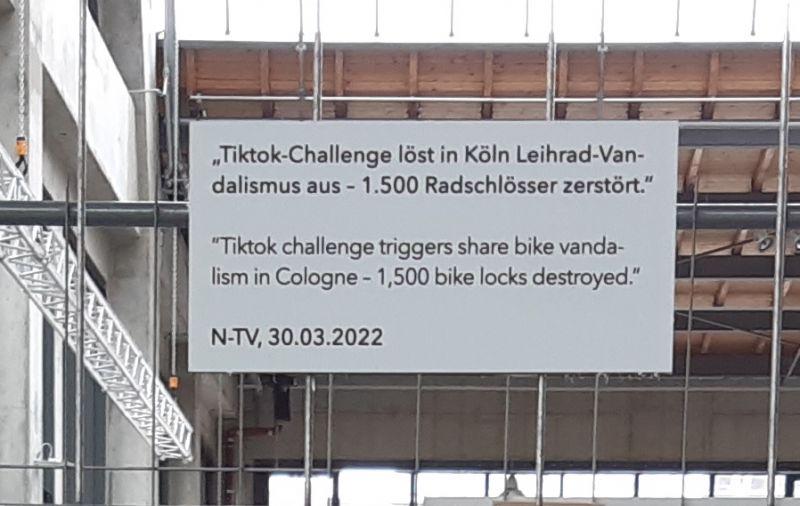 „Tiktok-Challenge löst in Köln Leihrad-Van-
dalismus aus – 1.500 Radschlösser zerstört.“
“Tiktok challenge triggers share bike vanda-
lism in Cologne – 1,500 bike locks destroyed.”
N-TV, 30.03.2022